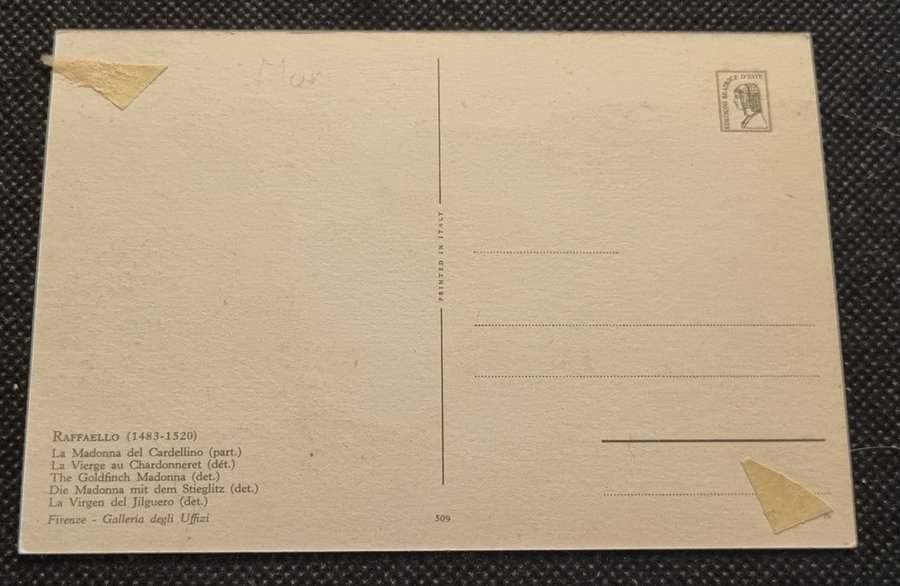 EDIZIONI BEATRICE D'ESTE
PRINTED IN ITALY
RAFFAELLO (1483-1520)
La Madonna del Cardellino (part.)
La Vierge au Chardonneret (dét.)
The Goldfinch Madonna (det.)
Die Madonna mit dem Stieglitz (det.)
La Virgen del Jilguero (det.)
Firenze - Galleria degli Uffizi
509